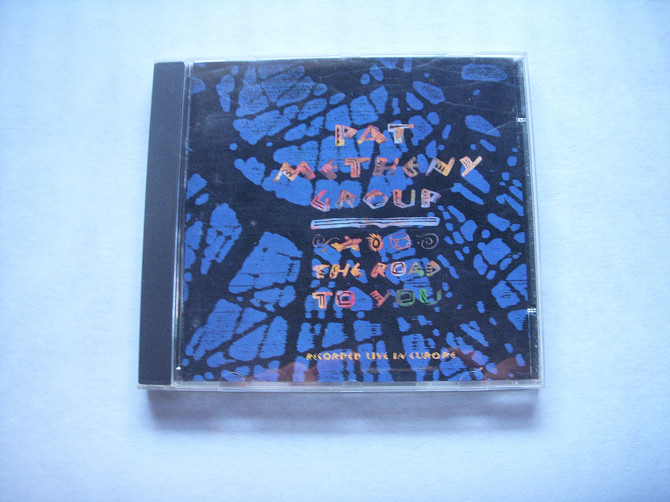 PAT
METHENY
GROUP
THE ROAD
TO YOU
RECORDED LIVE IN EUROPE